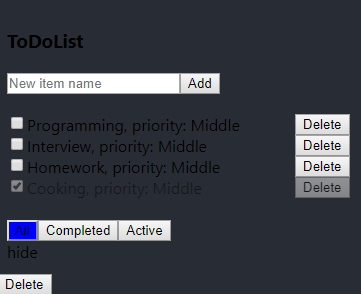 ToDoList
New item name Add
Programming, priority: Middle Delete
Interview, priority: Middle Delete
Homework, priority: Middle Delete
Cooking, priority: Middle Delete
All Completed Active
hide
Delete